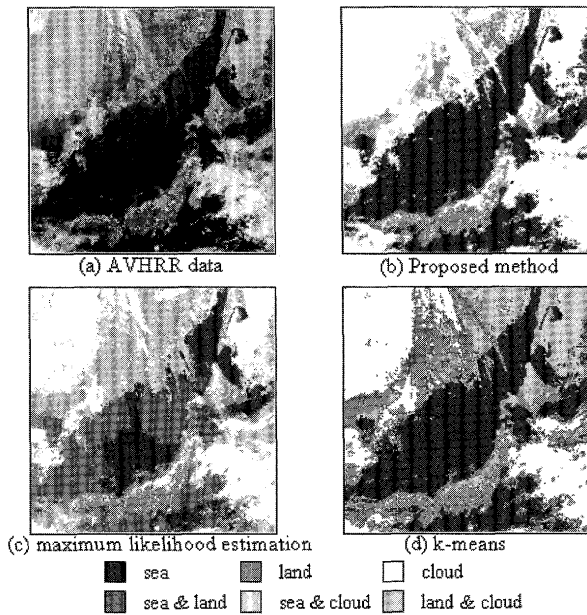 (a) AVHRR data
(b) Proposed method
(c) maximum likelihood estimation
(d) k-means
sea
land
cloud
sea & land
sea & cloud
land & cloud